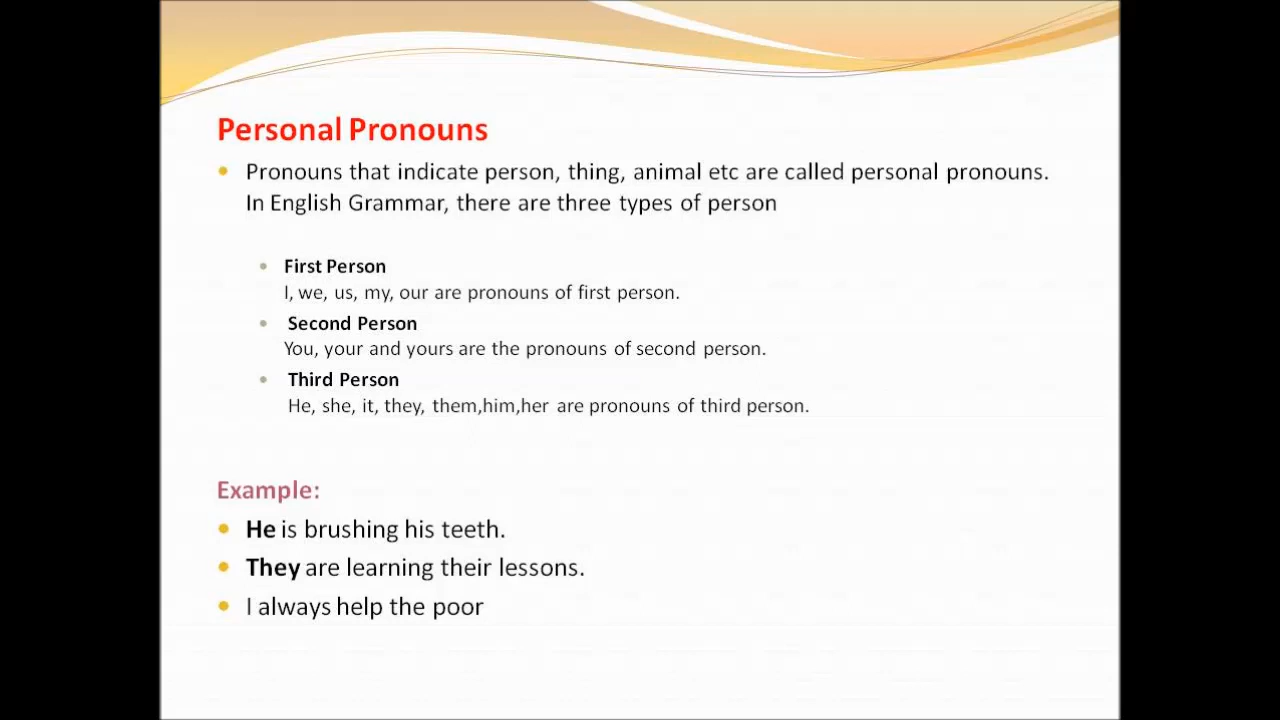 Personal Pronouns
• Pronouns that indicate person, thing, animal etc are called personal pronouns.
In English Grammar, there are three types of person
• First Person
I, we, us, my, our are pronouns of first person.
• Second Person
You, your and yours are the pronouns of second person.
• Third Person
He, she, it, they, them,him,her are pronouns of third person.
Example:
• He is brushing his teeth.
• They are learning their lessons.
• I always help the poor